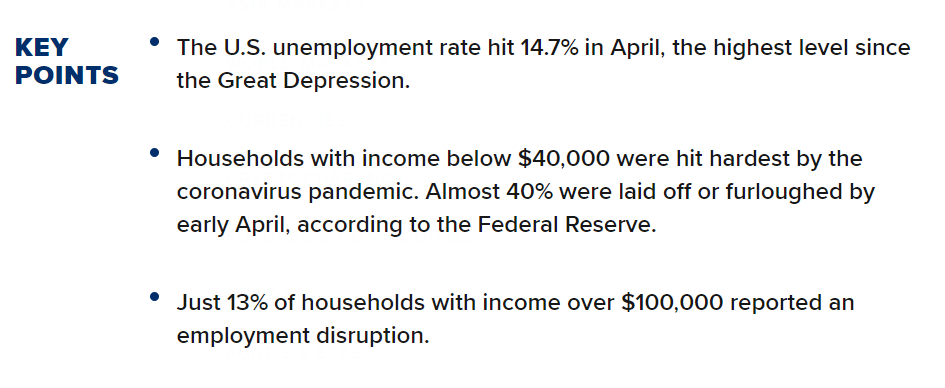 KEY
POINTS
The U.S. unemployment rate hit 14.7% in April, the highest level since
the Great Depression.
Households with income below $40,000 were hit hardest by the
coronavirus pandemic. Almost 40% were laid off or furloughed by
early April, according to the Federal Reserve.
Just 13% of households with income over $100,000 reported an
employment disruption.